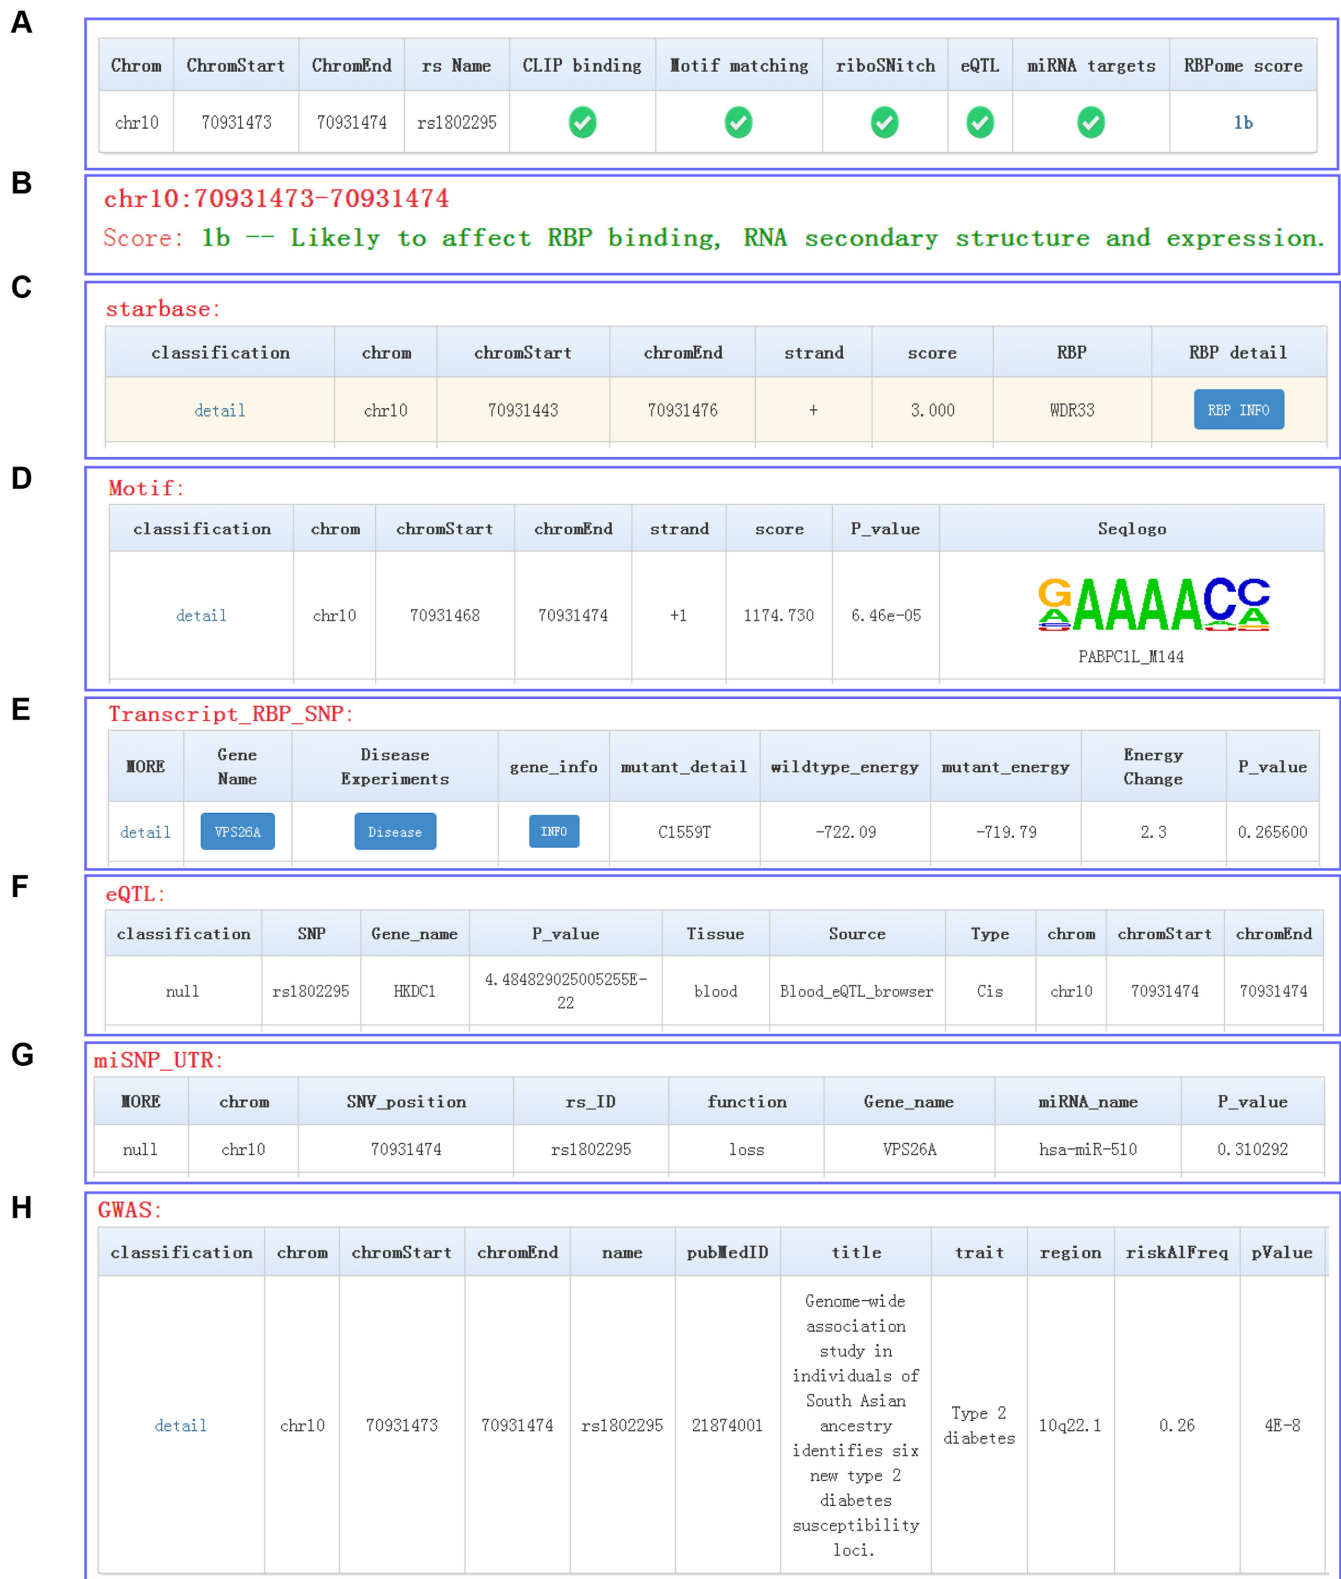 A
Chrom ChromStart ChromEnd rs Name CLIP binding Motif matching riboSNitch eQTL miRNA targets RBPome score
chr10 70931473 70931474 rs1802295 1b
B
chr10:70931473-70931474
Score: 1b -- Likely to affect RBP binding, RNA secondary structure and expression.
C
starbase:
classification chrom chromStart chromEnd strand score RBP RBP detail
detail chr10 70931443 70931476 + 3.000 WDR33 RBP INFO
D
Motif:
classification chrom chromStart chromEnd strand score P_value Seqlogo
detail chr10 70931468 70931474 +1 1174.730 6.46e-05 GAAAACC
A A
PABPC1L_M144
E
Transcript_RBP_SNP:
MORE Gene Name Disease Experiments gene_info mutant_detail wildtype_energy mutant_energy Energy Change P_value
detail VPS26A Disease INFO C1559T -722.09 -719.79 2.3 0.265600
F
eQTL:
classification SNP Gene_name P_value Tissue Source Type chrom chromStart chromEnd
null rs1802295 HKDC1 4.484829025005255E-22 blood Blood_eQTL_browser Cis chr10 70931474 70931474
G
miSNP_UTR:
MORE chrom SNV_position rs_ID function Gene_name miRNA_name P_value
null chr10 70931474 rs1802295 loss VPS26A hsa-miR-510 0.310292
H
GWAS:
classification chrom chromStart chromEnd name pubMedID title trait region riskAlFreq pValue
detail chr10 70931473 70931474 rs1802295 21874001
Genome-wide
association
study in
individuals of
South Asian
ancestry
identifies six
new type 2
diabetes
susceptibility
loci.
Type 2
diabetes
10q22.1 0.26 4E-8